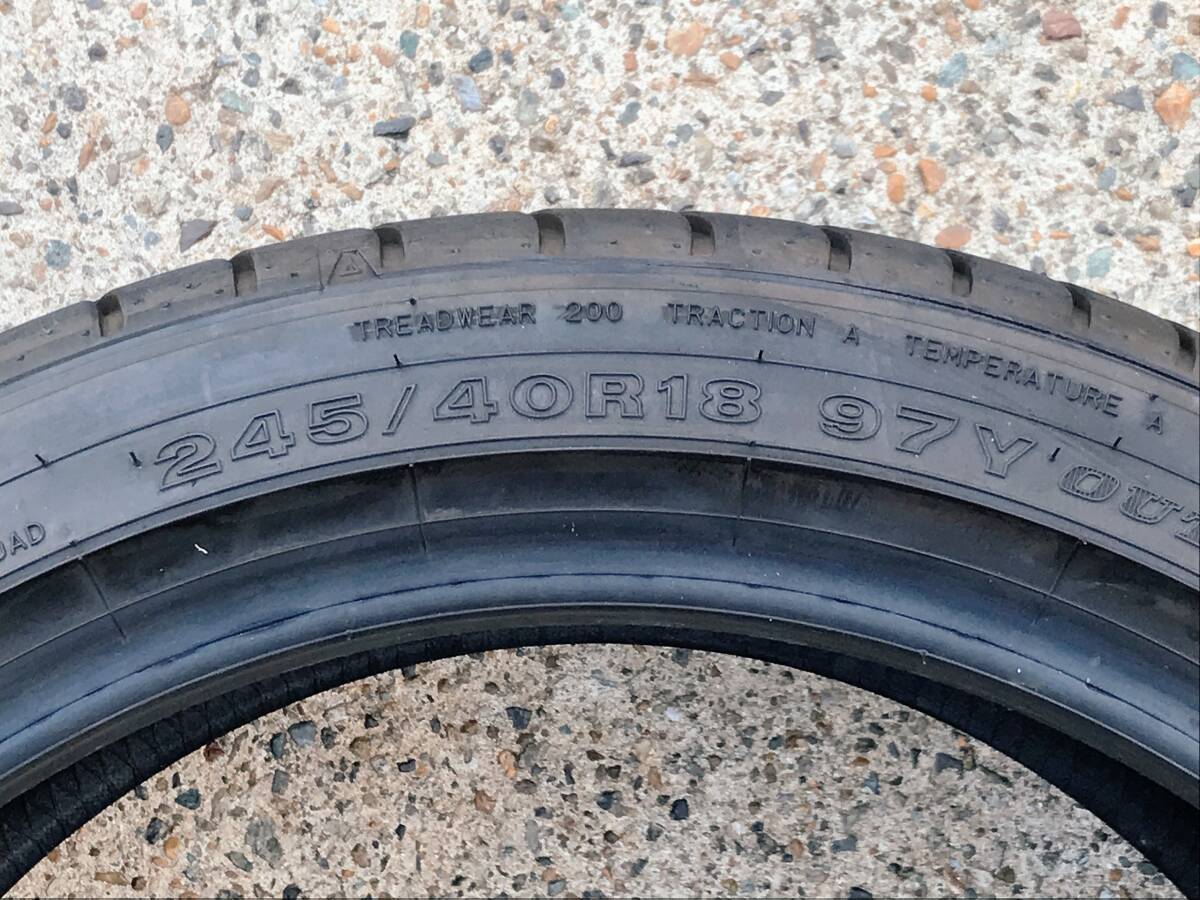 TREADWEAR 200 TRACTION A TEMPERATURE A
245/40R18 97Y